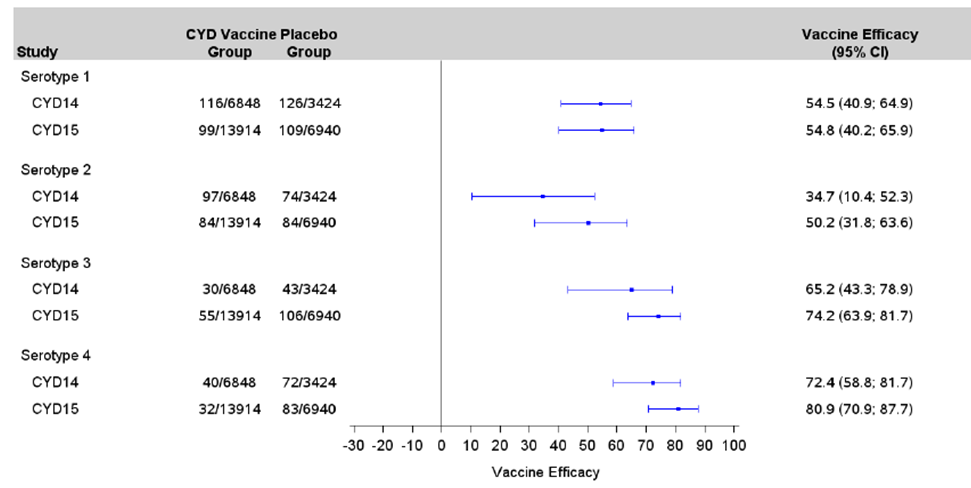 CYD Vaccine Placebo Vaccine Efficacy
Study Group Group (95% CI)
Serotype 1
CYD14 116/6848 126/3424 54.5 (40.9; 64.9)
CYD15 99/13914 109/6940 54.8 (40.2; 65.9)
Serotype 2
CYD14 97/6848 74/3424 34.7 (10.4; 52.3)
CYD15 84/13914 84/6940 50.2 (31.8; 63.6)
Serotype 3
CYD14 30/6848 43/3424 65.2 (43.3; 78.9)
CYD15 55/13914 106/6940 74.2 (63.9; 81.7)
Serotype 4
CYD14 40/6848 72/3424 72.4 (58.8; 81.7)
CYD15 32/13914 83/6940 80.9 (70.9; 87.7)
-30 -20 -10 0 10 20 30 40 50 60 70 80 90 100
Vaccine Efficacy